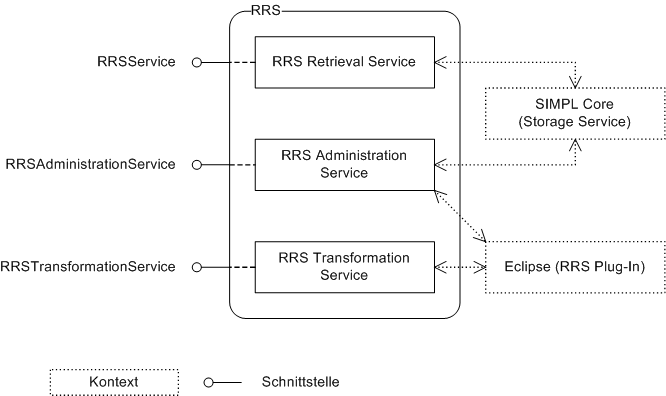 RRS
RRSService
RRS Retrieval Service
SIMPL Core
(Storage Service)
RRSAdministrationService
RRS Administration
Service
RRSTransformationService
RRS Transformation
Service
Eclipse (RRS Plug-In)
Kontext
Schnittstelle